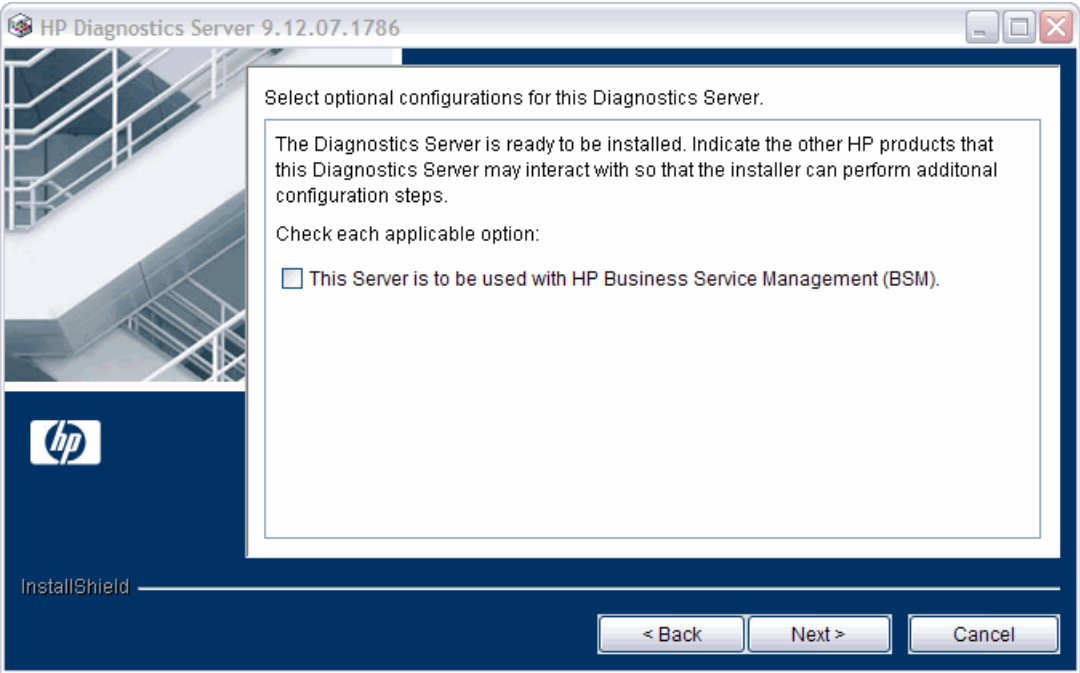 HP Diagnostics Server 9.12.07.1786
Select optional configurations for this Diagnostics Server.
The Diagnostics Server is ready to be installed. Indicate the other HP products that
this Diagnostics Server may interact with so that the installer can perform additonal
configuration steps.
Check each applicable option:
This Server is to be used with HP Business Service Management (BSM).
hp
InstallShield
< Back
Next >
Cancel